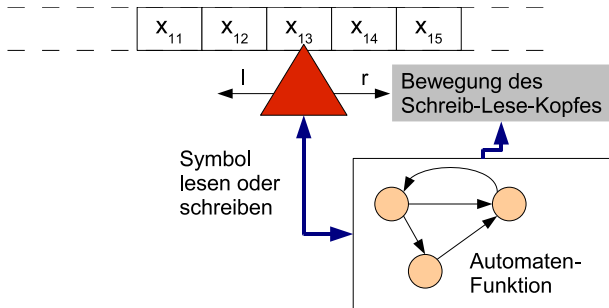 x11 x12 x13 x14 x15
l r
Bewegung des
Schreib-Lese-Kopfes
Symbol
lesen oder
schreiben
Automaten-
Funktion